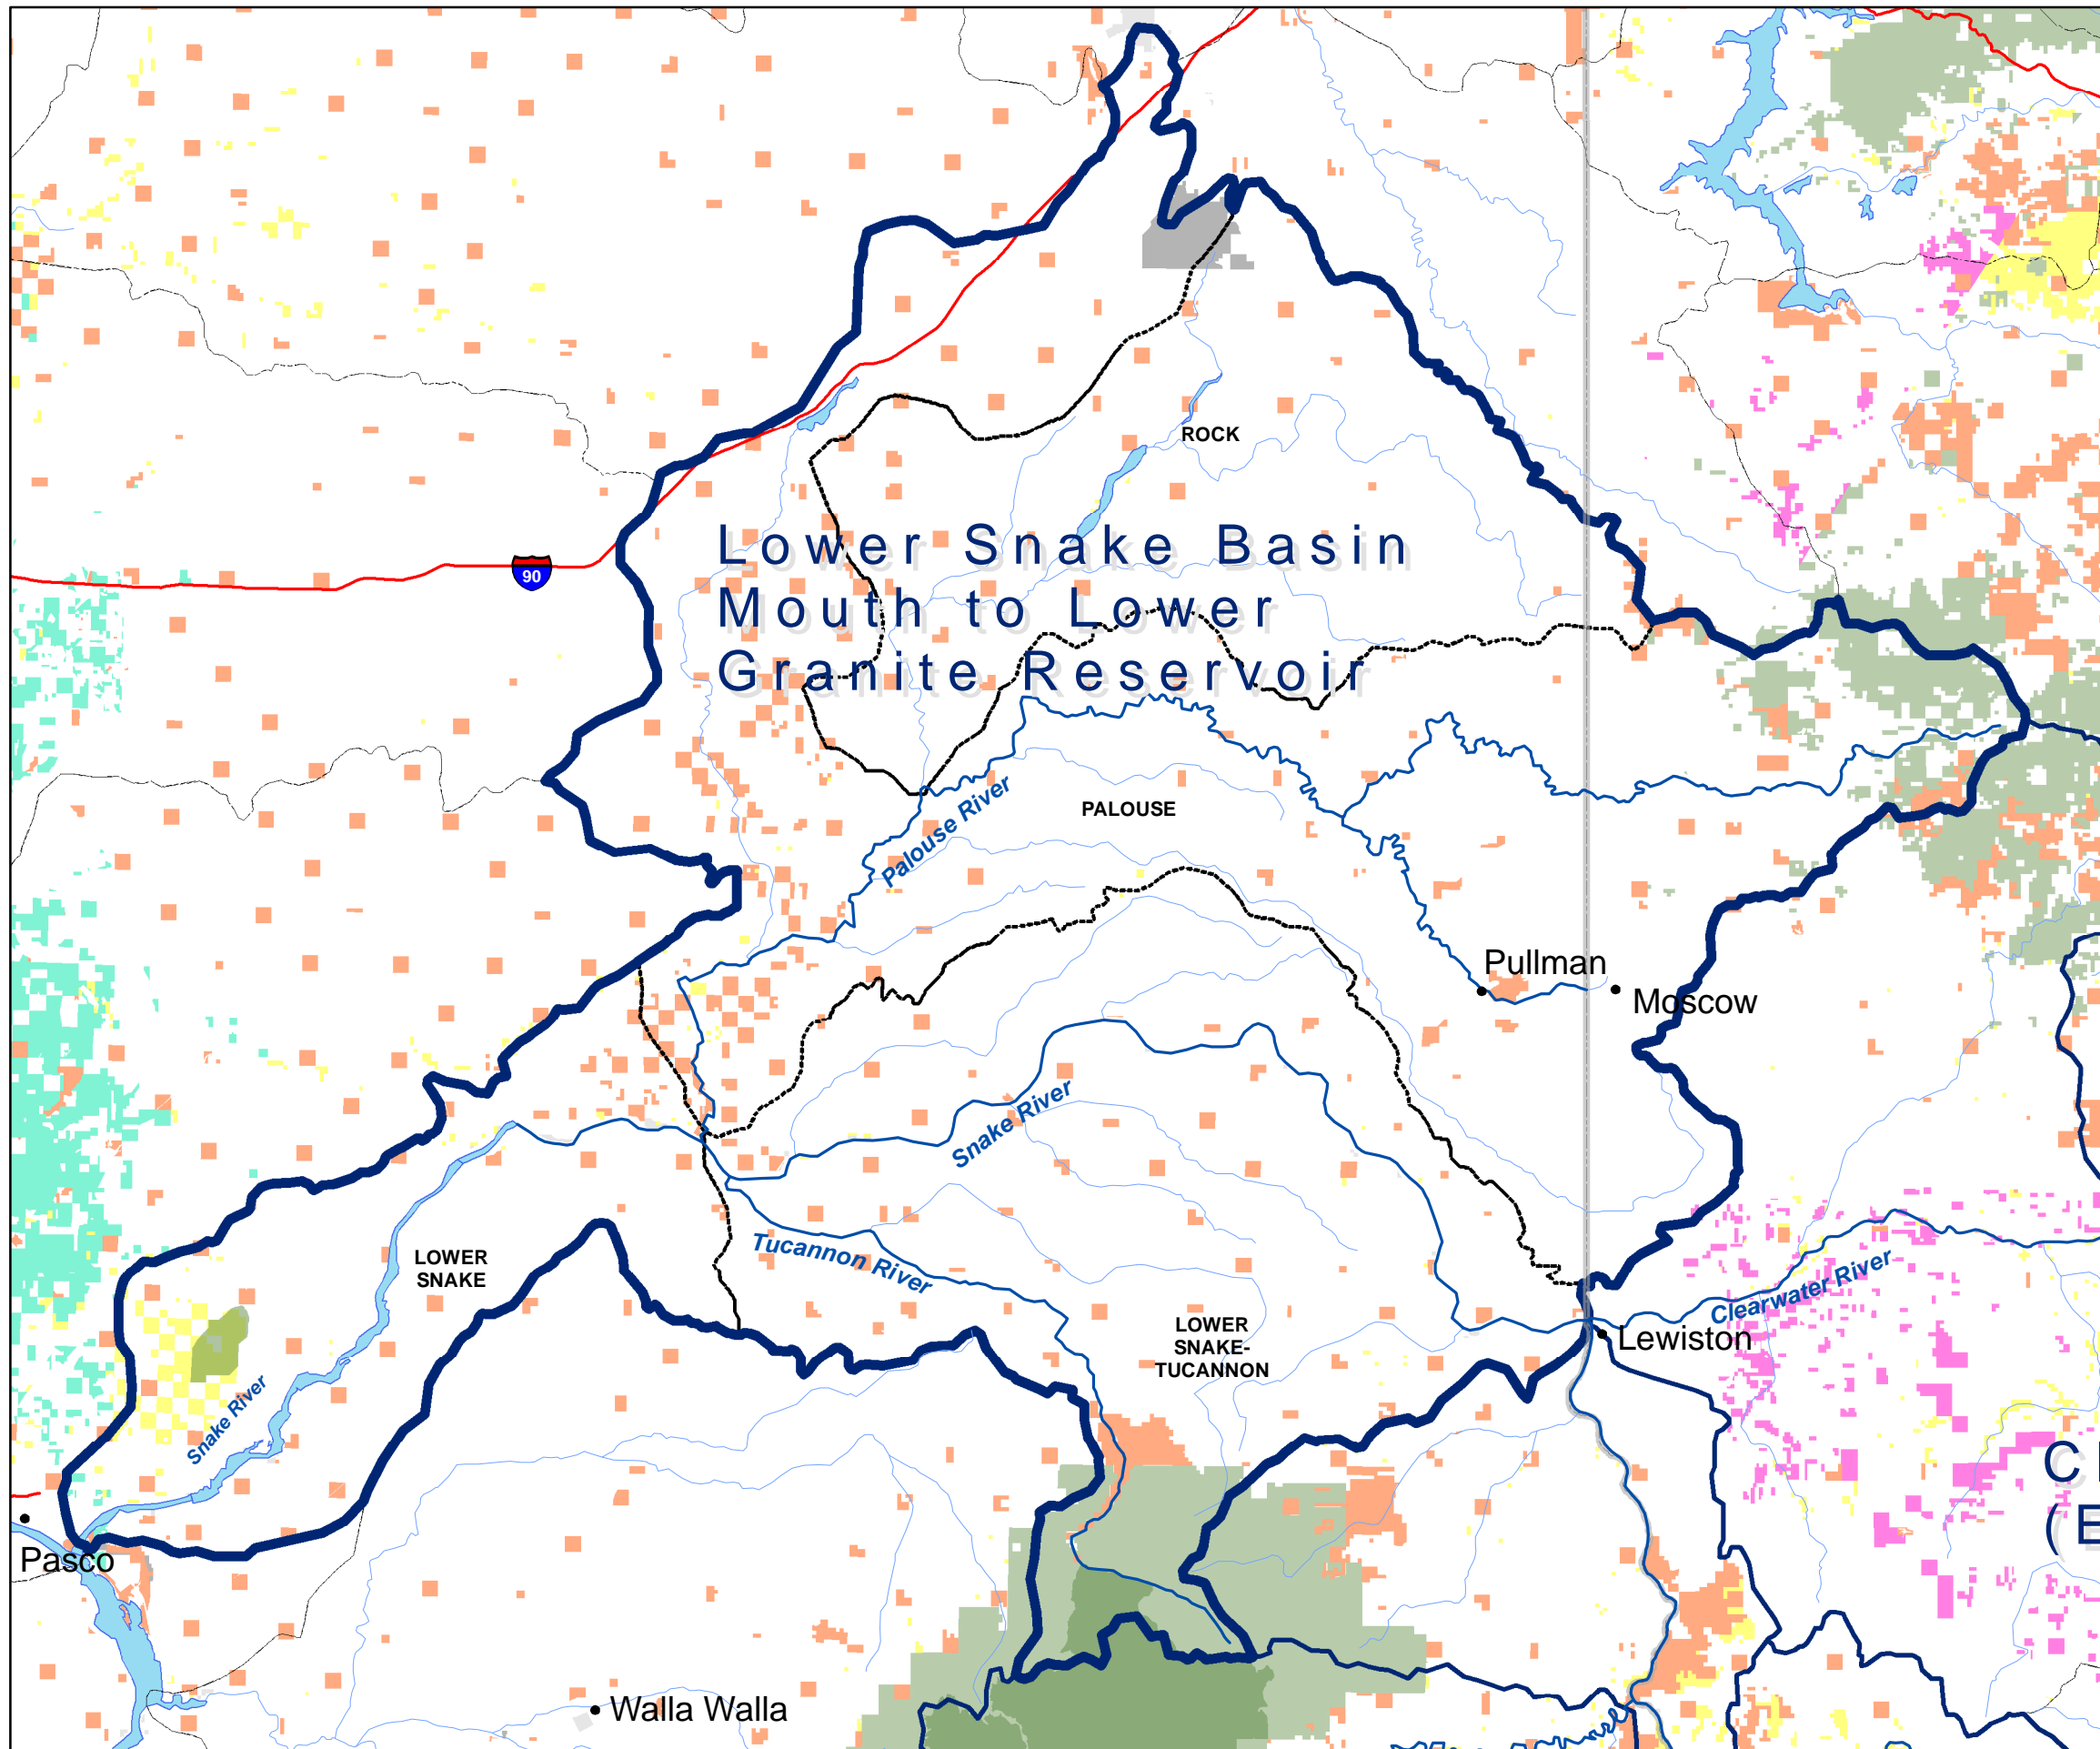 ROCK
Lower Snake Basin
Mouth to Lower
Granite Reservoir
90
Palouse River
PALOUSE
Pullman
Moscow
Snake River
Tucannon River
LOWER
SNAKE
LOWER
SNAKE-
TUCANNON
Clearwater River
Lewiston
Snake River
C
(E
Pasco
Walla Walla